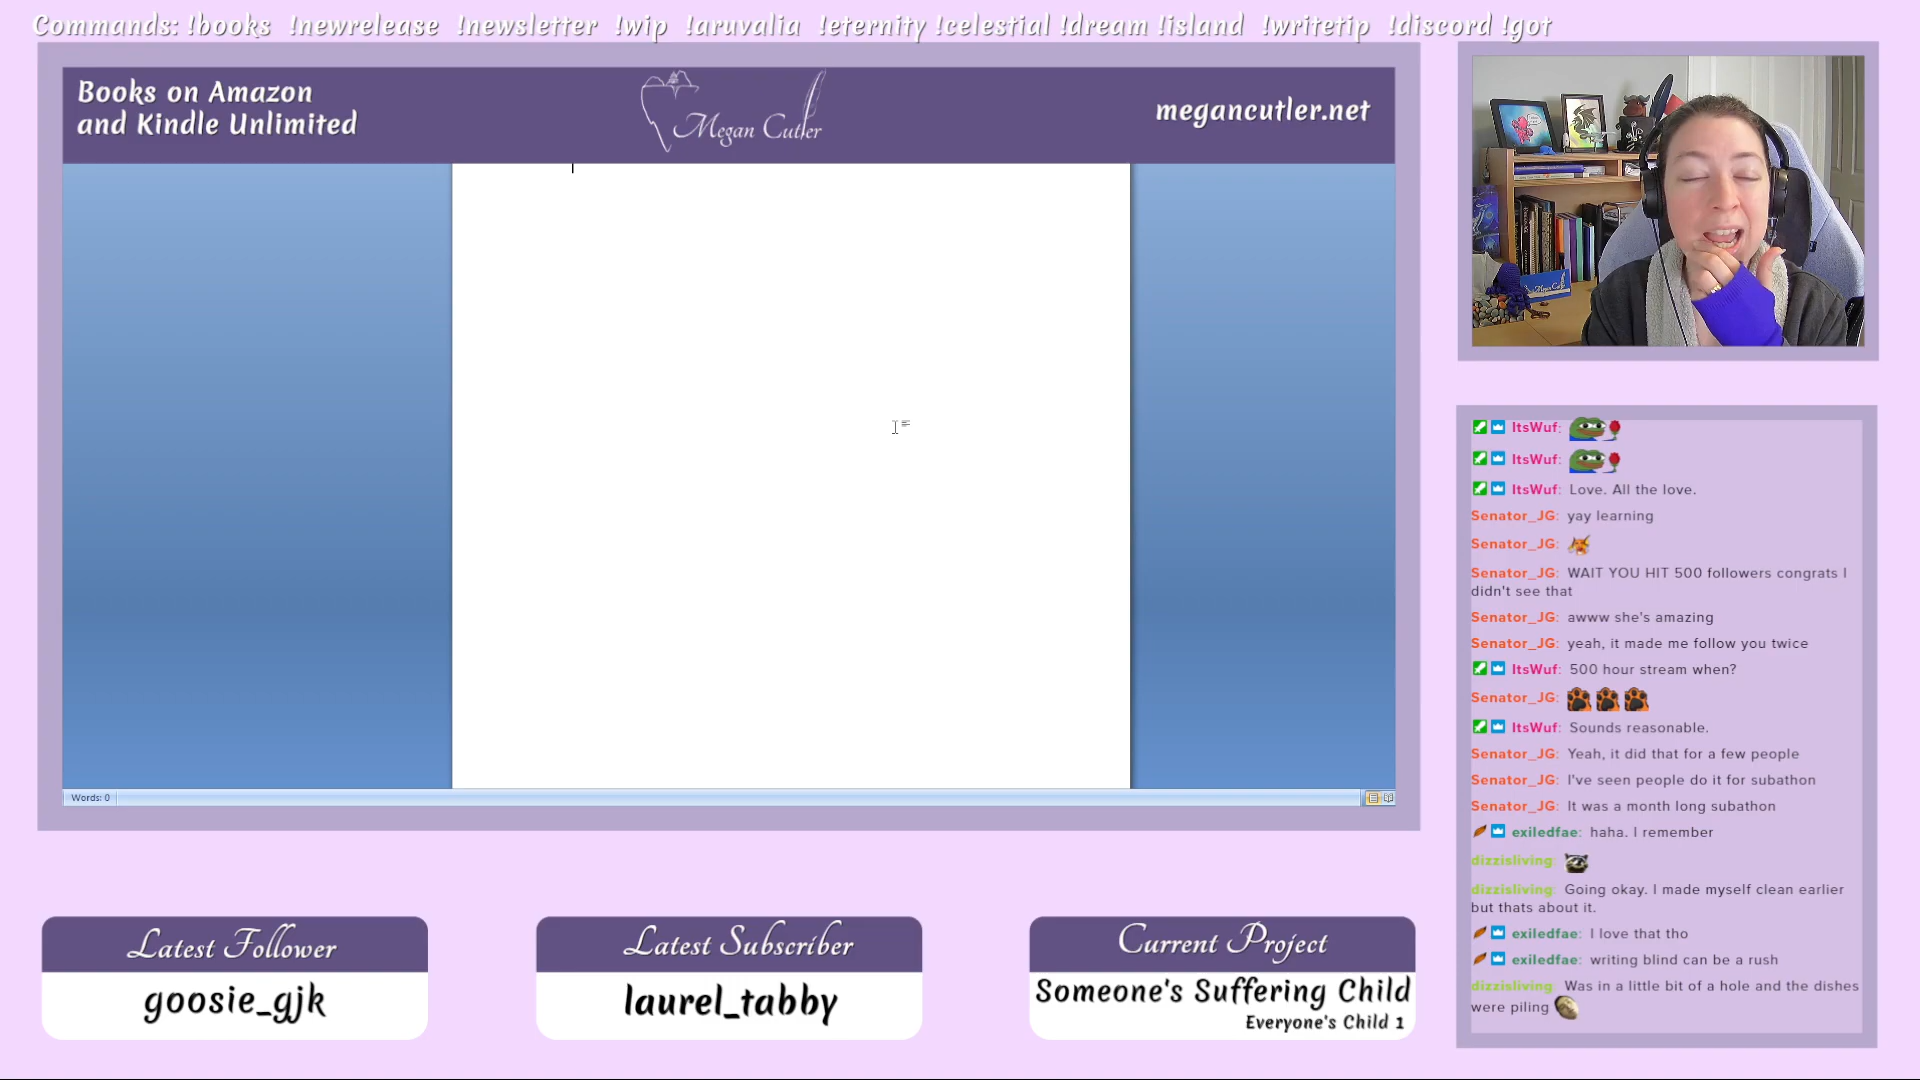 Commands: !books !newrelease !newsletter !wip !aruvalia !eternity !celestial !dream !island !writetip !discord !got
Books on Amazon
and Kindle Unlimited
Megan Cutler
megancutler.net
Words: 0
ItsWuf:
ItsWuf:
ItsWuf: Love. All the love.
Senator_JG: yay learning
Senator_JG:
Senator_JG: WAIT YOU HIT 500 followers congrats I
didn't see that
Senator_JG: awww she's amazing
Senator_JG: yeah, it made me follow you twice
ItsWuf: 500 hour stream when?
Senator_JG:
ItsWuf: Sounds reasonable.
Senator_JG: Yeah, it did that for a few people
Senator_JG: I've seen people do it for subathon
Senator_JG: It was a month long subathon
exiledfae: haha. I remember
dizzisliving:
dizzisliving: Going okay. I made myself clean earlier
but thats about it.
exiledfae: I love that tho
exiledfae: writing blind can be a rush
dizzisliving: Was in a little bit of a hole and the dishes
were piling
Latest Follower
goosie_gjk
Latest Subscriber
laurel_tabby
Current Project
Someone's Suffering Child
Everyone's Child 1